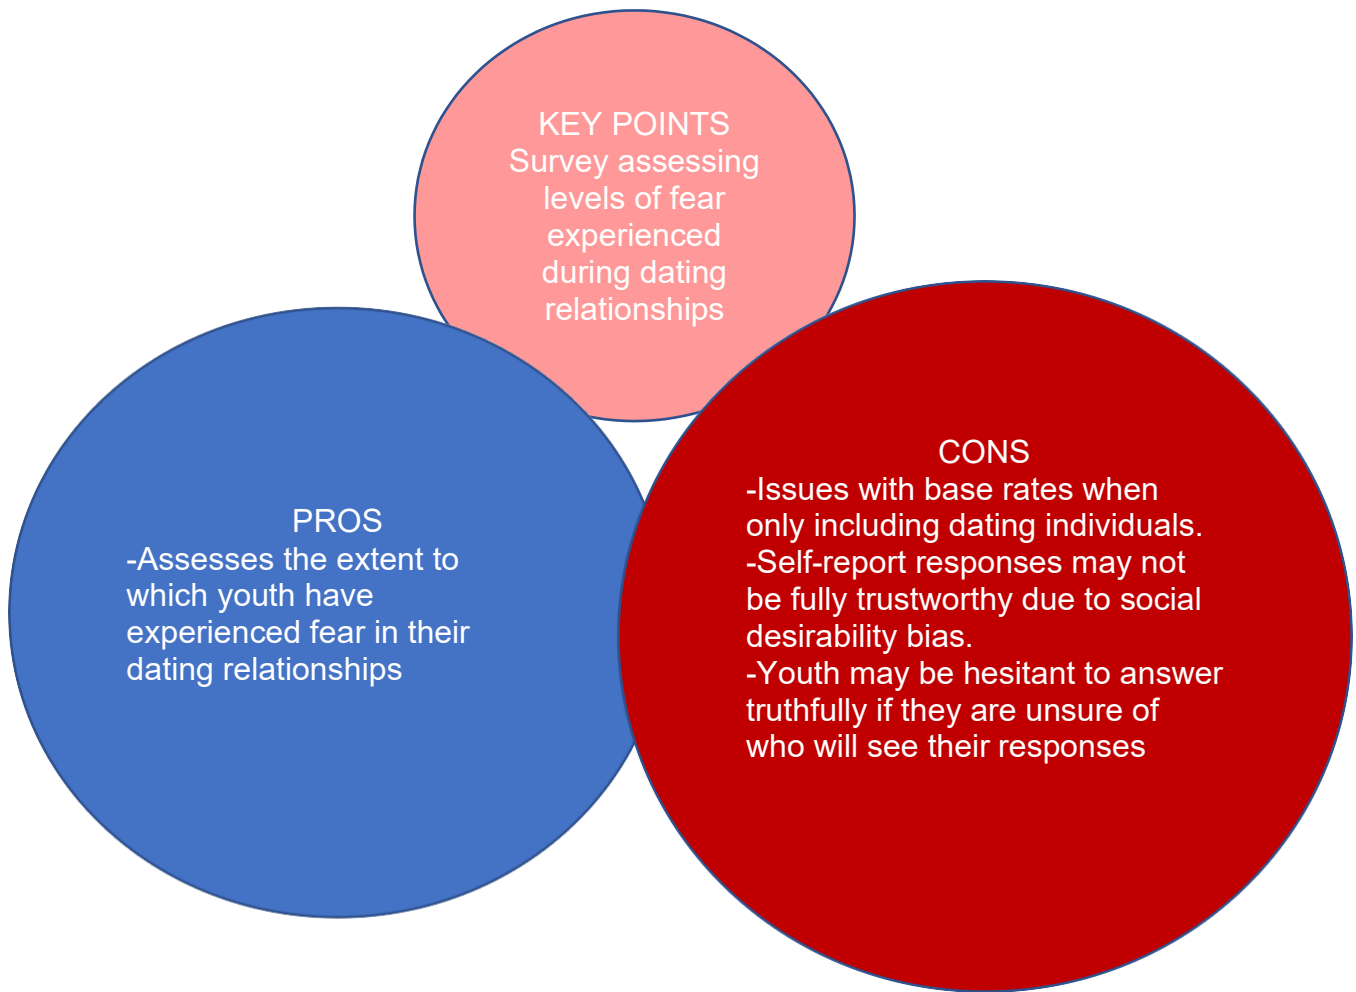 KEY POINTS
Survey assessing
levels of fear
experienced
during dating
relationships
PROS
-Assesses the extent to
which youth have
experienced fear in their
dating relationships
CONS
-Issues with base rates when
only including dating individuals.
-Self-report responses may not
be fully trustworthy due to social
desirability bias.
-Youth may be hesitant to answer
truthfully if they are unsure of
who will see their responses